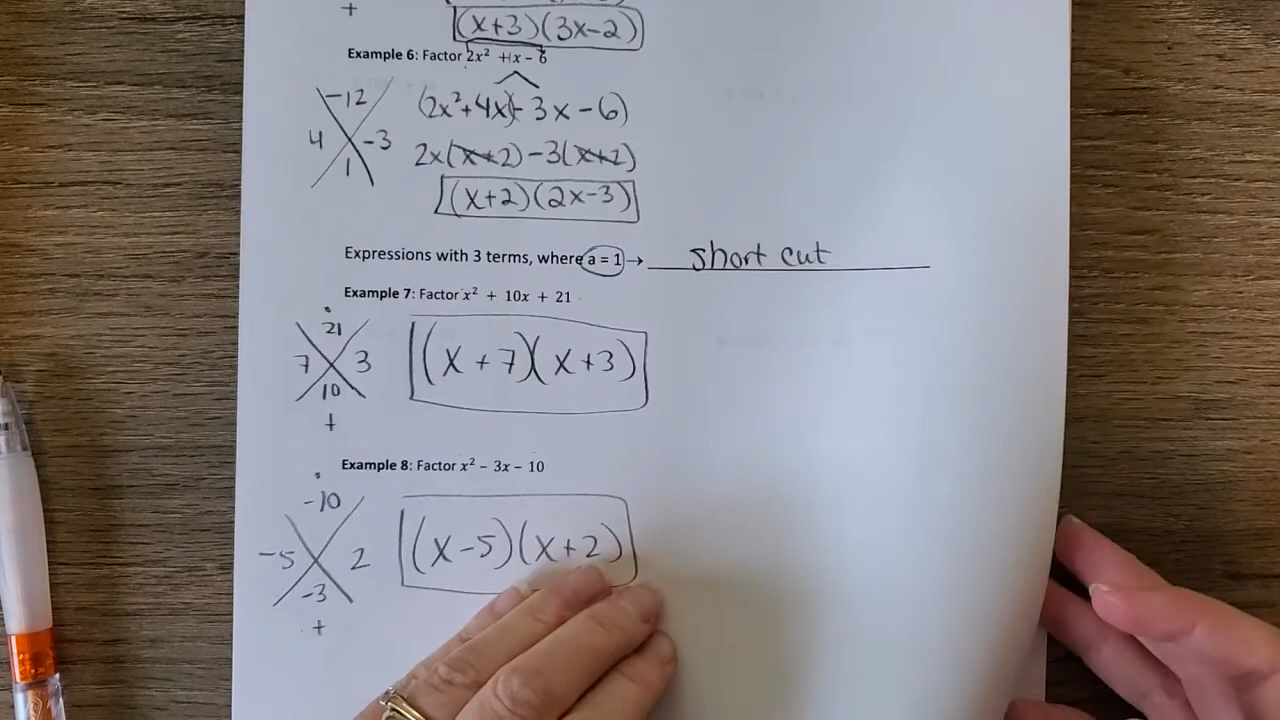 +
(x+3)(3x-2)
Example 6: Factor 2x² +1x - 6
-12
4 -3
1
(2x²+4x)-3x-6)
2x(x+2)-3(x+2)
(x+2)(2x-3)
Expressions with 3 terms, where a = 1 → short cut
Example 7: Factor x² + 10x + 21
21
7 3
10
+
(x+7)(x+3)
Example 8: Factor x² - 3x - 10
-10
-5 2
-3
+
(x-5)(x+2)